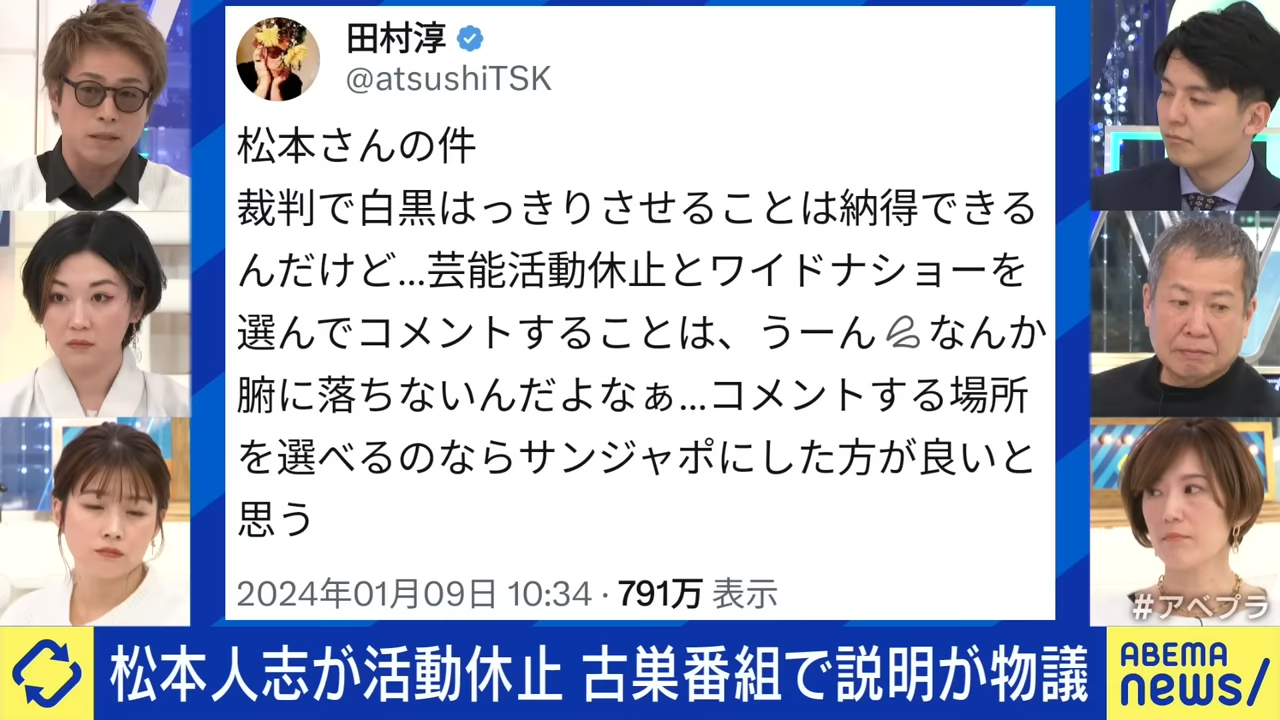 田村淳
@atsushiTSK
松本さんの件
裁判で白黒はっきりさせることは納得できる
んだけど...芸能活動休止とワイドナショーを
選んでコメントすることは、うーん💦なんか
腑に落ちないんだよなぁ...コメントする場所
を選べるのならサンジャポにした方が良いと
思う
2024年01月09日 10:34 · 791万 表示
#アベプラ
松本人志が活動休止 古巣番組で説明が物議
ABEMA
news/